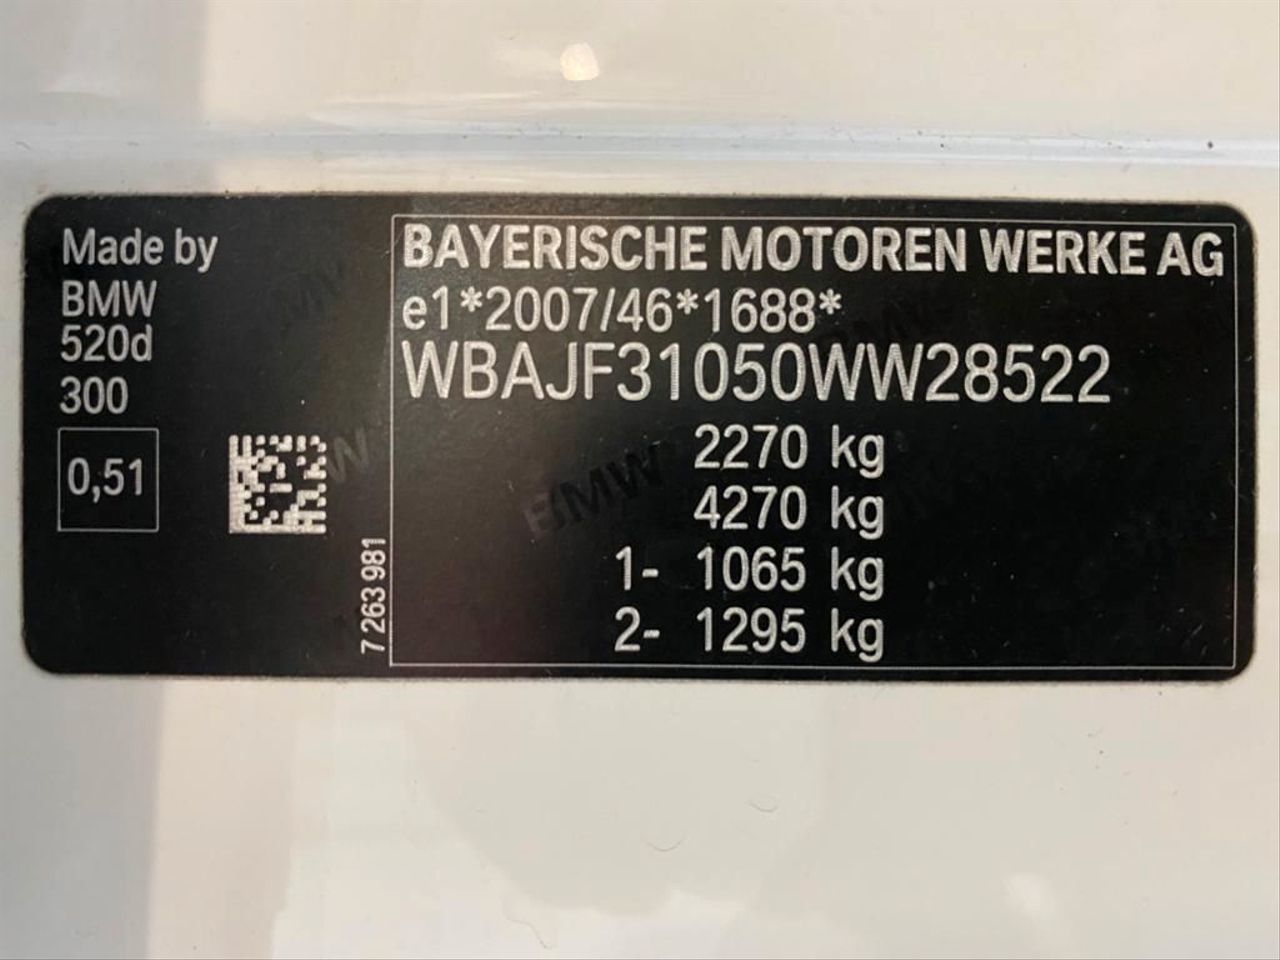 Made by
BMW
520d
300
0,51
7 263 981
BAYERISCHE MOTOREN WERKE AG
e1*2007/46*1688*
WBAJF31050WW28522
2270 kg
4270 kg
1- 1065 kg
2- 1295 kg
BMW